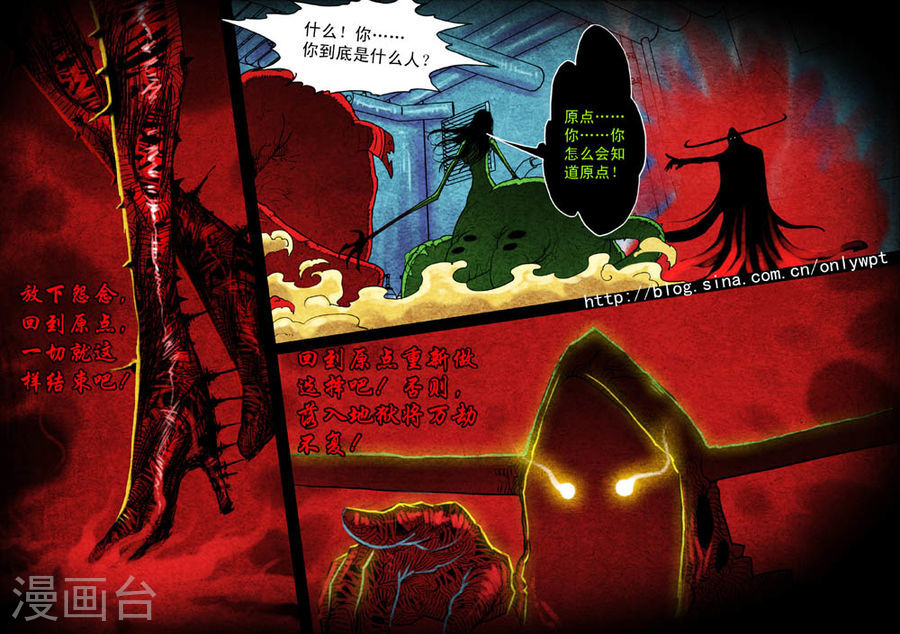 什么！你……
你到底是什么人？
原点……
你……你
怎么会知
道原点！
http://blog.sina.com.cn/onlywpt
放下怨念，
回到原点，
一切就这
样结束吧！
回到原点重新做
选择吧！否则，
落入地狱将万劫
不复！
漫画台